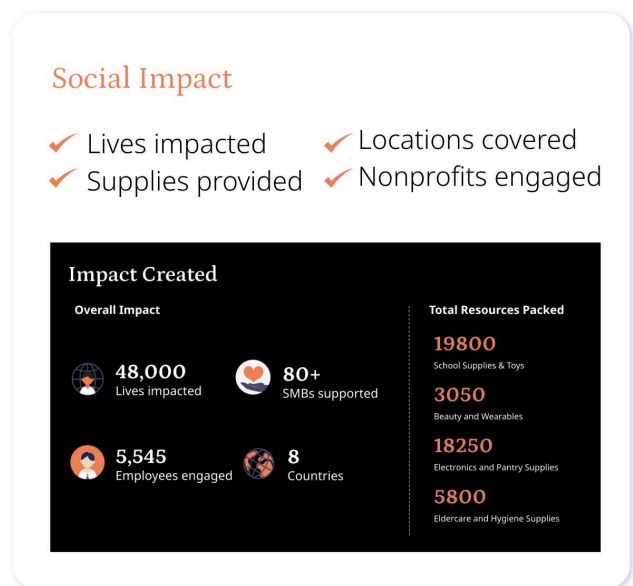 Social Impact
Lives impacted
Supplies provided
Locations covered
Nonprofits engaged
Impact Created
Overall Impact
48,000
Lives impacted
80+
SMBs supported
5,545
Employees engaged
8
Countries
Total Resources Packed
19800
School Supplies & Toys
3050
Beauty and Wearables
18250
Electronics and Pantry Supplies
5800
Eldercare and Hygiene Supplies